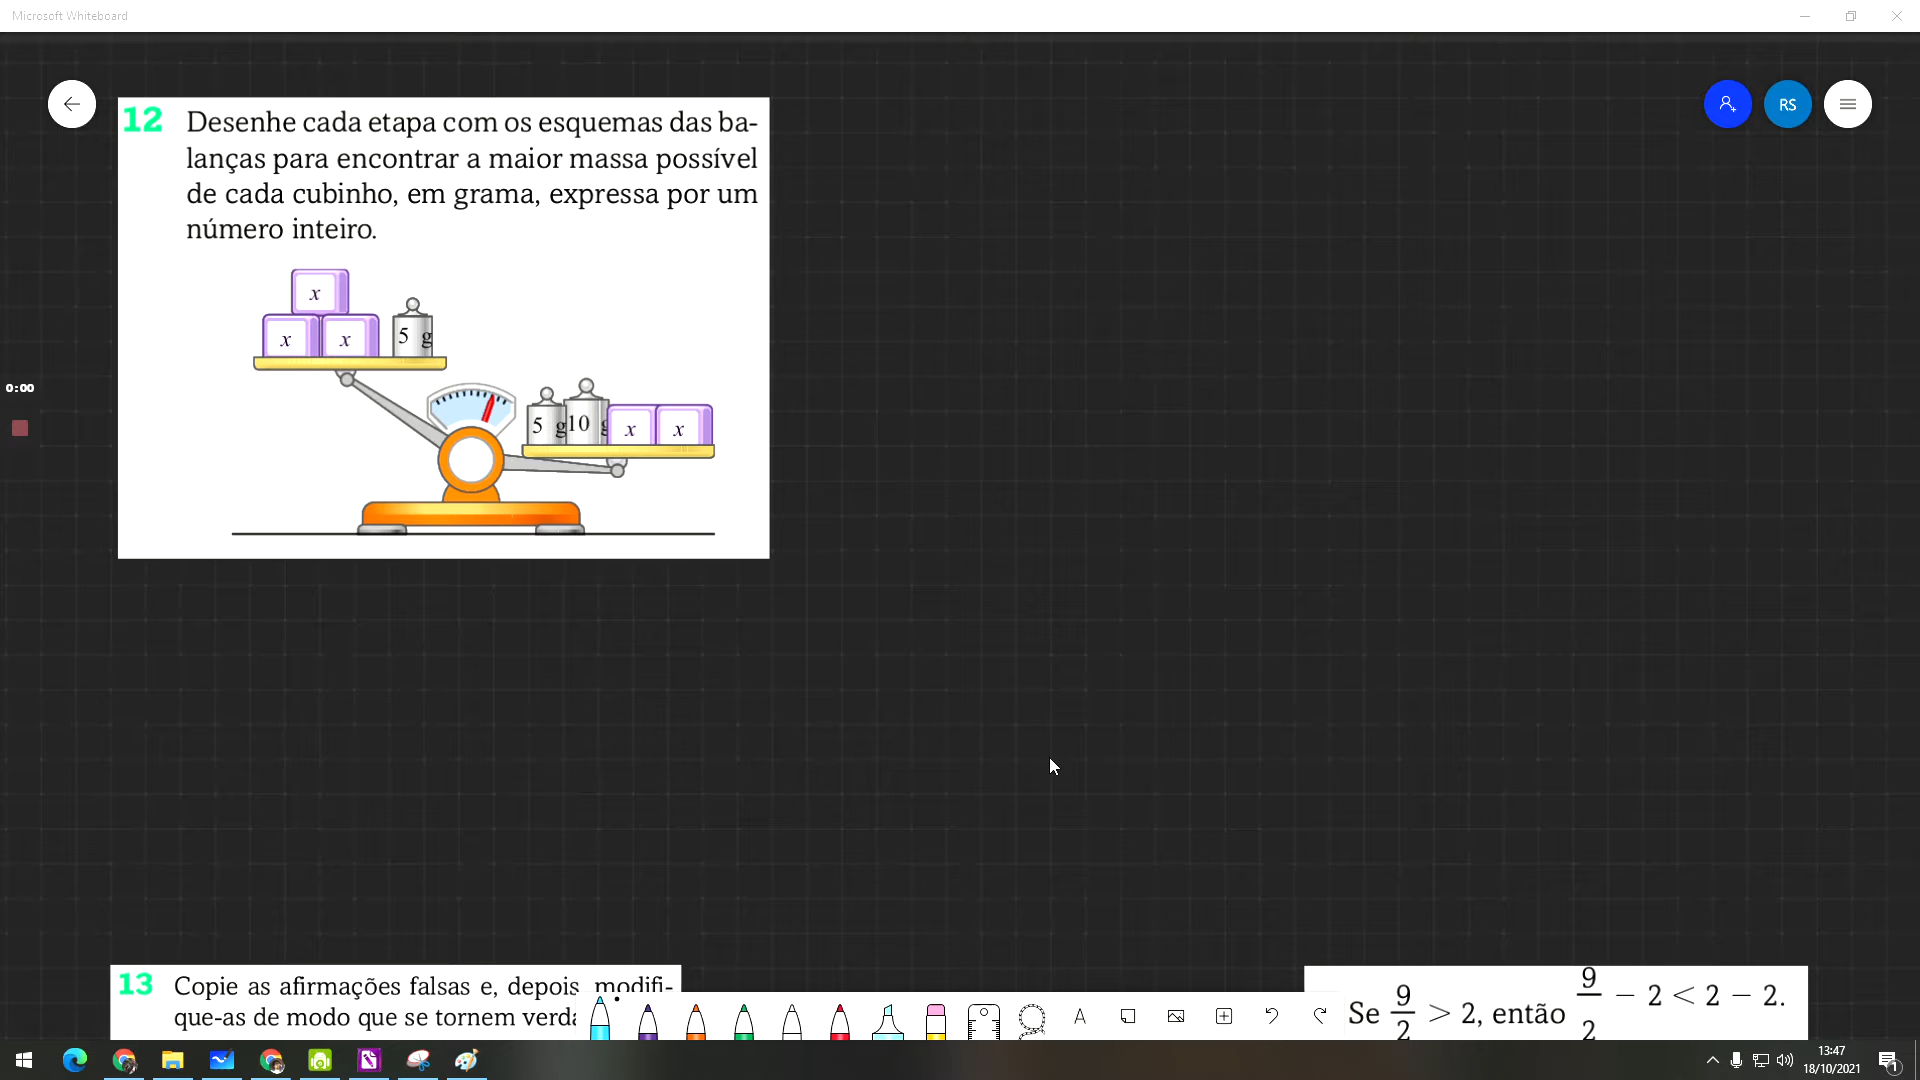 Microsoft Whiteboard
12 Desenhe cada etapa com os esquemas das ba-
lanças para encontrar a maior massa possível
de cada cubinho, em grama, expressa por um
número inteiro.
x
x x 5 g
5 g 10 g x x
RS
0:00
13 Copie as afirmações falsas e, depois modifi-
que-as de modo que se tornem verda
Se 9/2 > 2, então 9/2 − 2 < 2 − 2.
A
13:47
18/10/2021
1